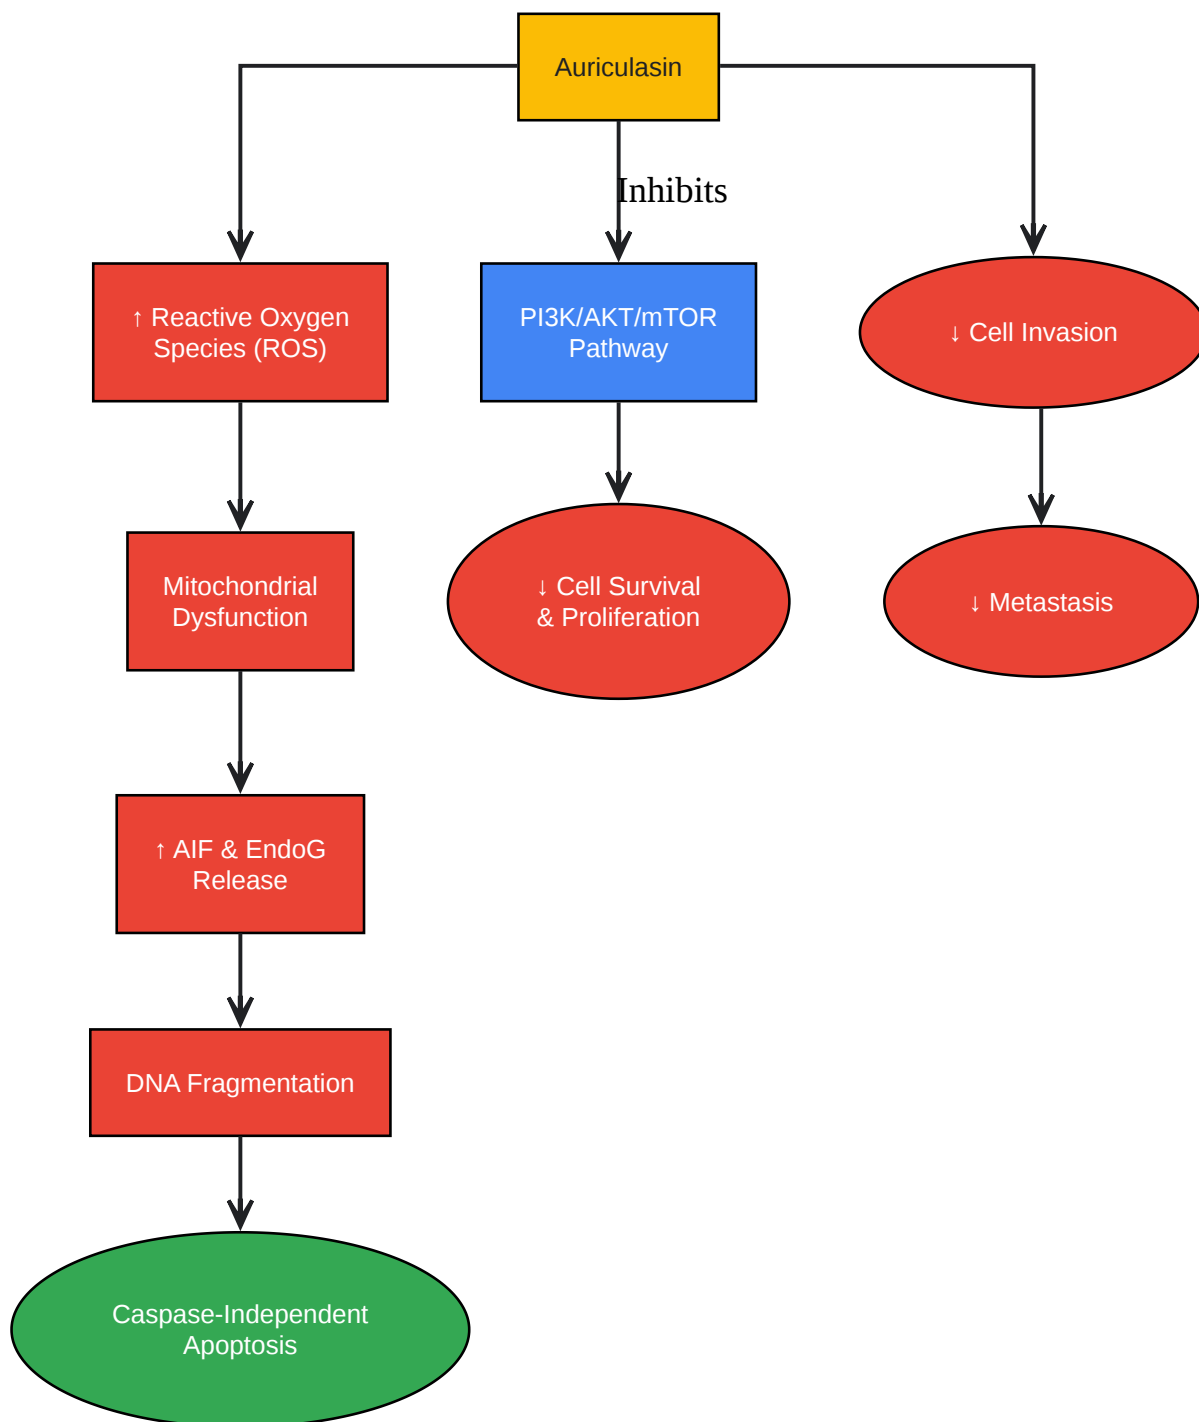 Auriculasin
Inhibits
↑ Reactive Oxygen
Species (ROS)
PI3K/AKT/mTOR
Pathway
↓ Cell Invasion
Mitochondrial
Dysfunction
↓ Cell Survival
& Proliferation
↓ Metastasis
↑ AIF & EndoG
Release
DNA Fragmentation
Caspase-Independent
Apoptosis